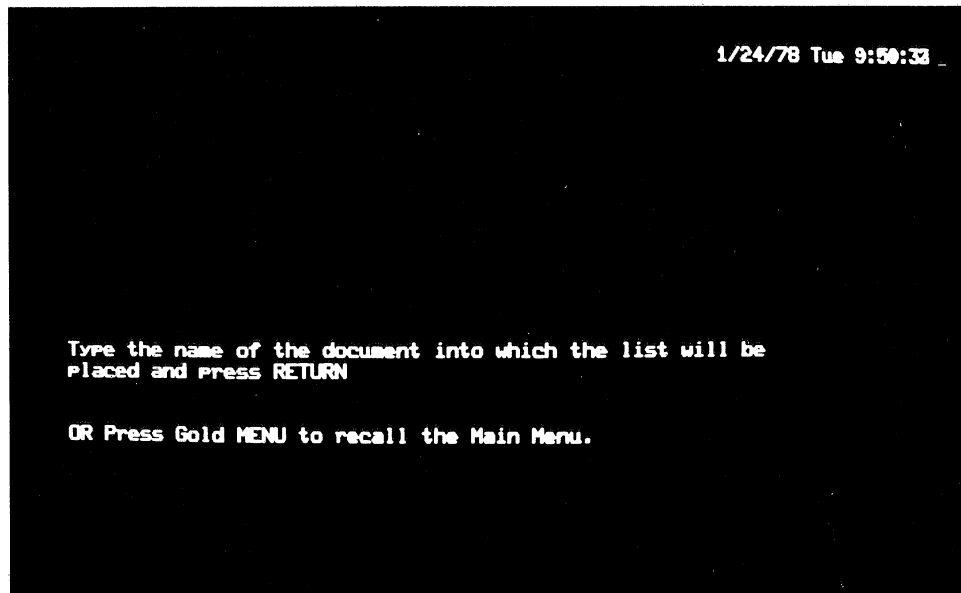 1/24/78 Tue 9:50:33
Type the name of the document into which the list will be
placed and press RETURN
OR Press Gold MENU to recall the Main Menu.